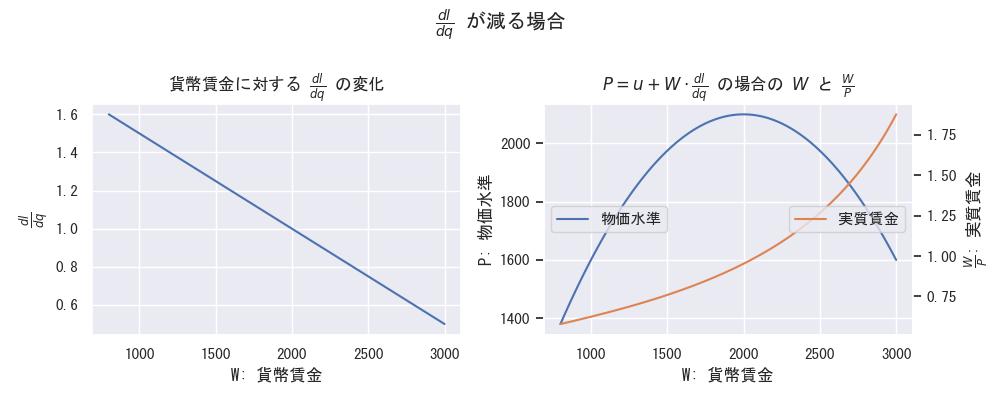 dl/dq が減る場合
貨幣賃金に対する dl/dq の変化
1.6
1.4
1.2
1.0
0.8
0.6
dl/dq
1000 1500 2000 2500 3000
W: 貨幣賃金
P = u + W · dl/dq の場合の W と W/P
2000
1800
1600
1400
P: 物価水準
物価水準
実質賃金
1.75
1.50
1.25
1.00
0.75
W/P: 実質賃金
1000 1500 2000 2500 3000
W: 貨幣賃金